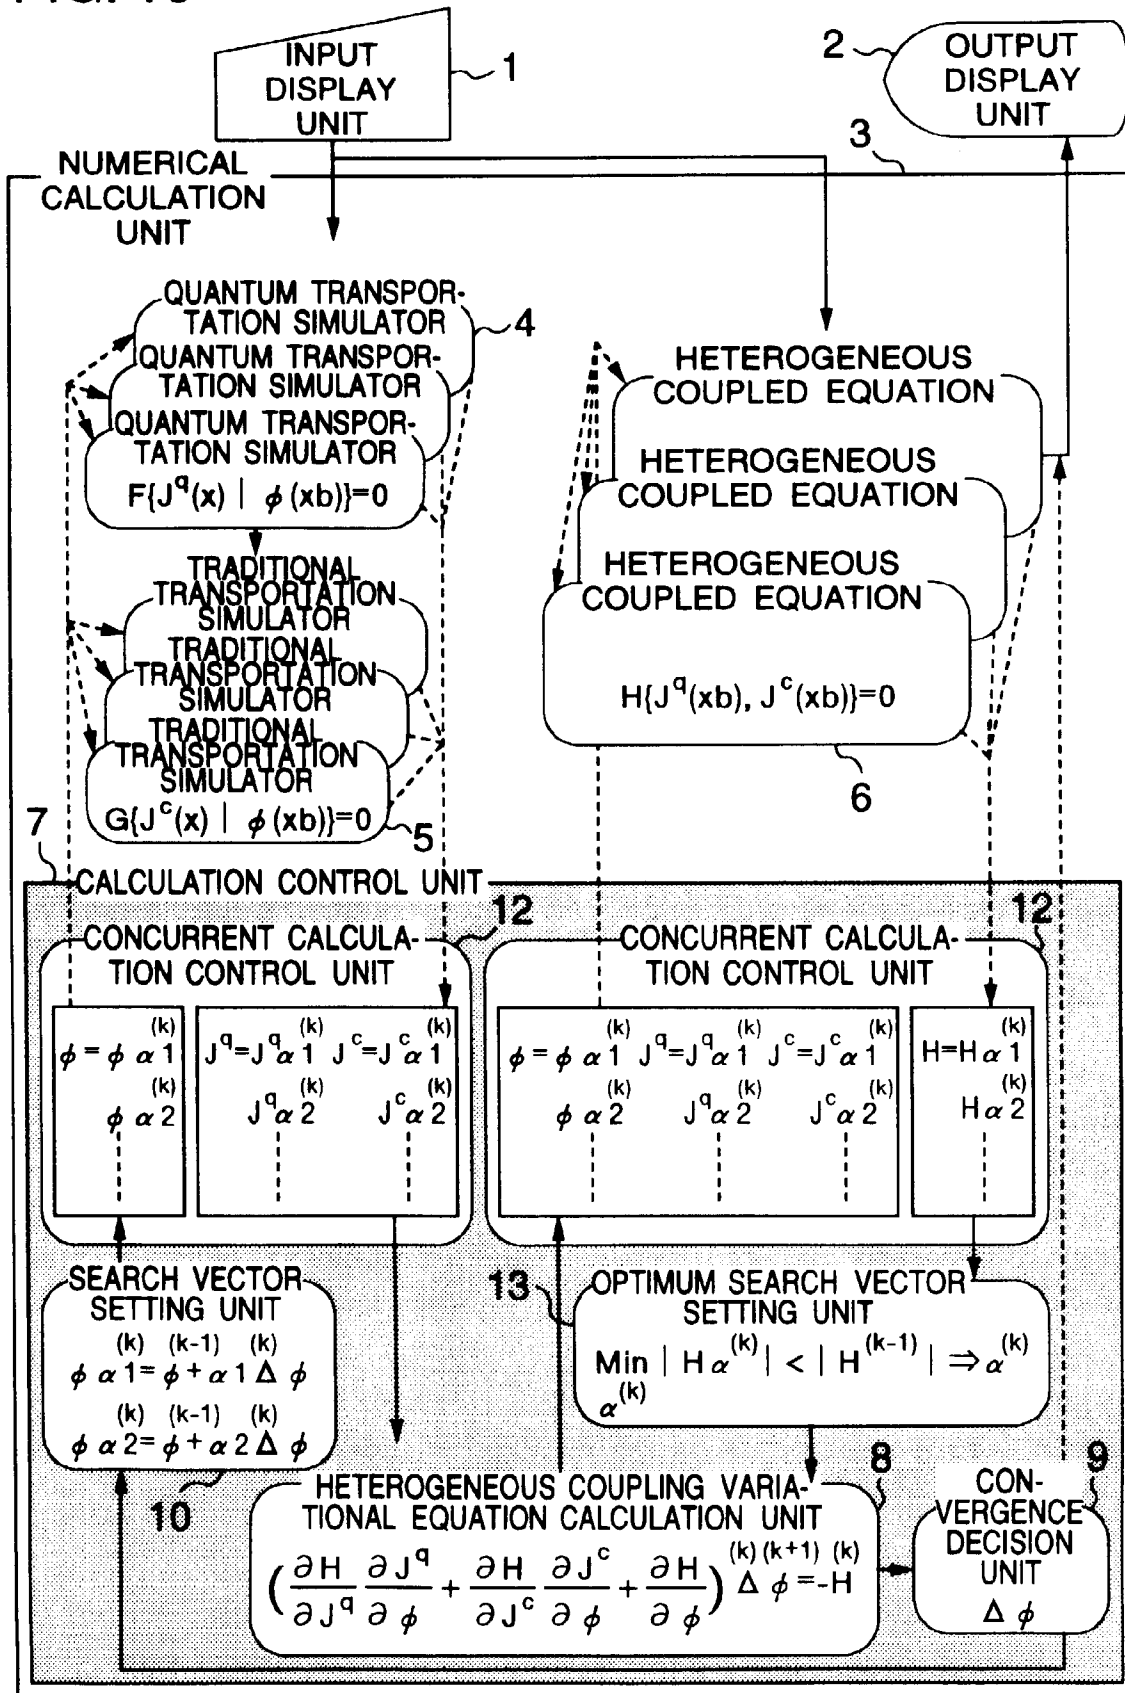 INPUT
DISPLAY
UNIT
1
2
OUTPUT
DISPLAY
UNIT
3
NUMERICAL
CALCULATION
UNIT
QUANTUM TRANSPOR-
TATION SIMULATOR
4
QUANTUM TRANSPOR-
TATION SIMULATOR
QUANTUM TRANSPOR-
TATION SIMULATOR
F{J^q(x) | ϕ(xb)}=0
TRADITIONAL
TRANSPORTATION
SIMULATOR
TRADITIONAL
TRANSPORTATION
SIMULATOR
TRADITIONAL
TRANSPORTATION
SIMULATOR
G{J^c(x) | ϕ(xb)}=0
5
HETEROGENEOUS
COUPLED EQUATION
HETEROGENEOUS
COUPLED EQUATION
HETEROGENEOUS
COUPLED EQUATION
H{J^q(xb), J^c(xb)}=0
6
7
CALCULATION CONTROL UNIT
12
CONCURRENT CALCULA-
TION CONTROL UNIT
ϕ=ϕα1^(k)
ϕα2^(k)
J^q=J^qα1^(k) J^c=J^cα1^(k)
J^qα2^(k) J^cα2^(k)
12
CONCURRENT CALCULA-
TION CONTROL UNIT
ϕ=ϕα1^(k) J^q=J^qα1^(k) J^c=J^cα1^(k)
ϕα2^(k) J^qα2^(k) J^cα2^(k)
H=Hα1^(k)
Hα2^(k)
SEARCH VECTOR
SETTING UNIT
(k) (k-1) (k)
ϕα1=ϕ+α1Δϕ
(k) (k-1) (k)
ϕα2=ϕ+α2Δϕ
10
13
OPTIMUM SEARCH VECTOR
SETTING UNIT
Min | Hα^(k) | < | H^(k-1) | ⇒ α^(k)
α^(k)
8
HETEROGENEOUS COUPLING VARIA-
TIONAL EQUATION CALCULATION UNIT
(∂H/∂J^q ∂J^q/∂ϕ + ∂H/∂J^c ∂J^c/∂ϕ + ∂H/∂ϕ)^(k) Δ^(k+1)ϕ=-H^(k)
9
CON-
VERGENCE
DECISION
UNIT
Δϕ